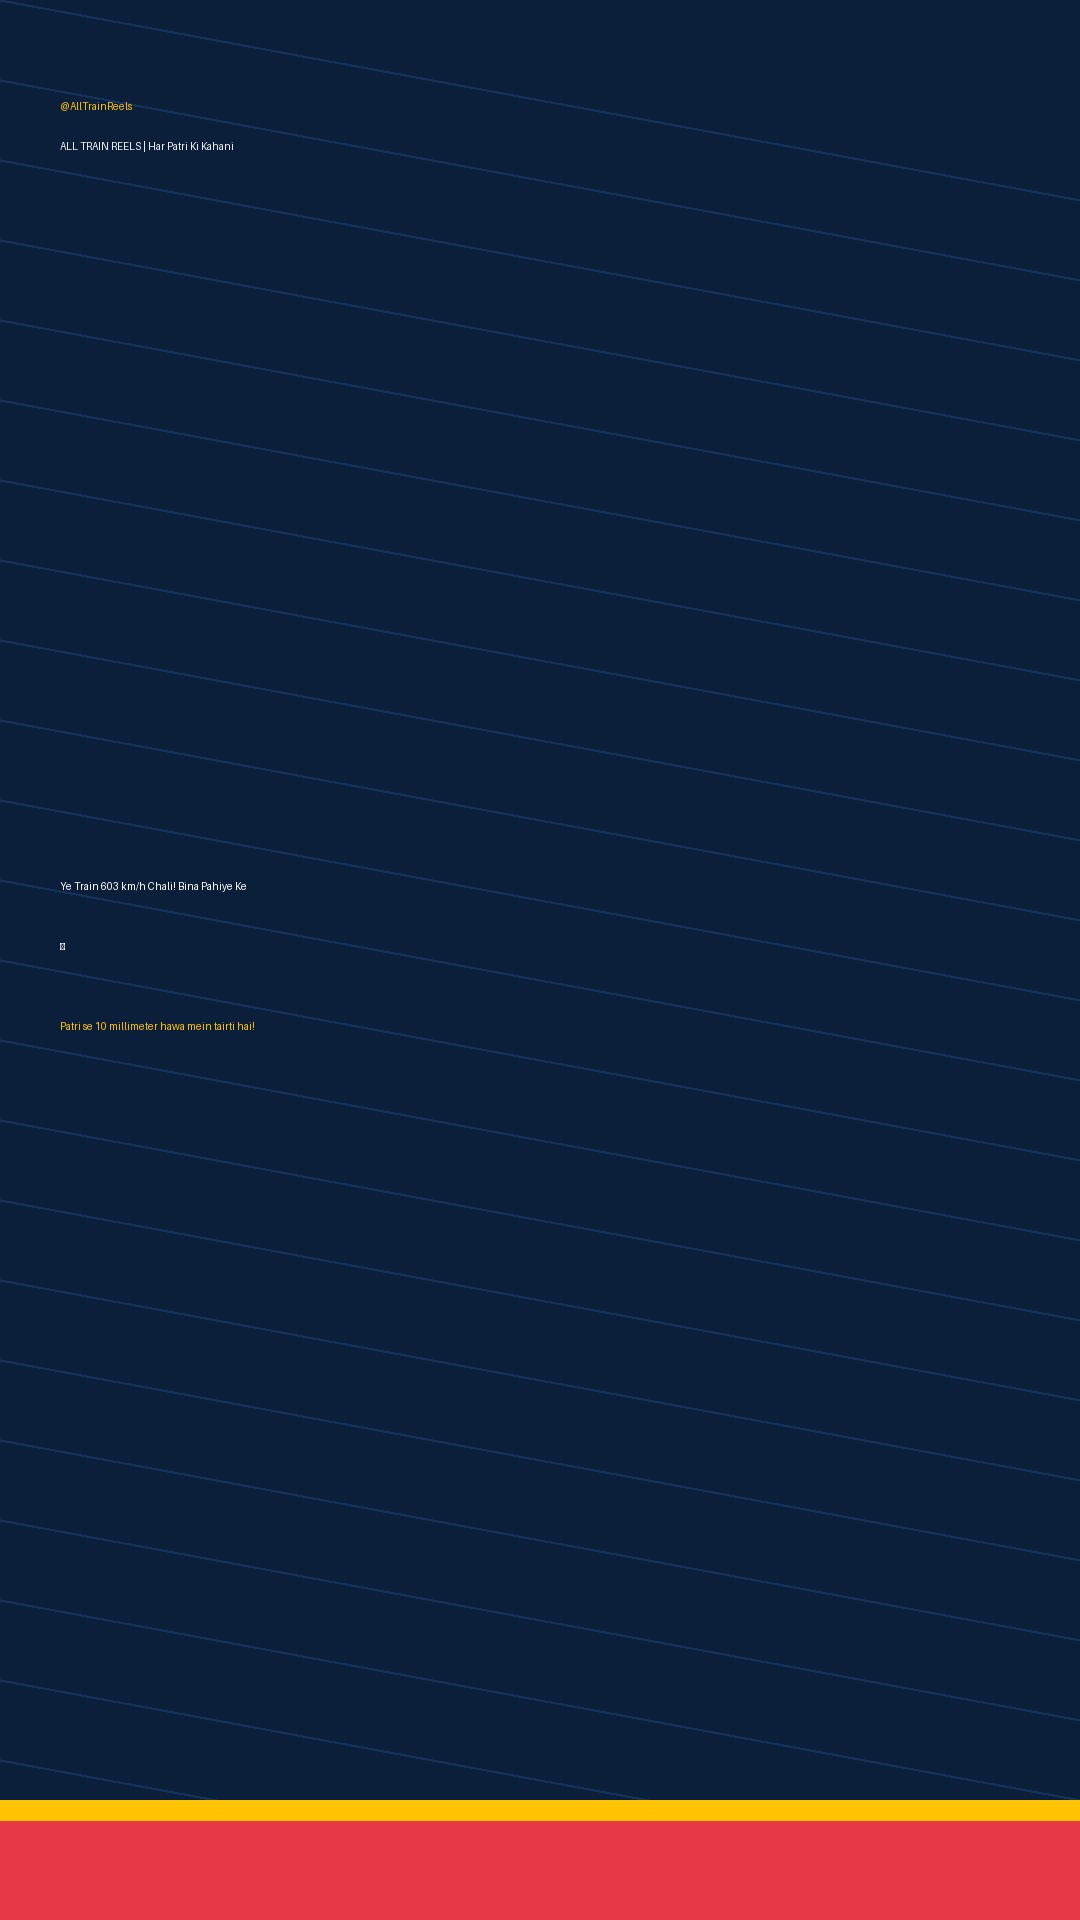 @AllTrainReels
ALL TRAIN REELS | Har Patri Ki Kahani
Ye Train 603 km/h Chali! Bina Pahiye Ke
Patri se 10 millimeter hawa mein tairti hai!